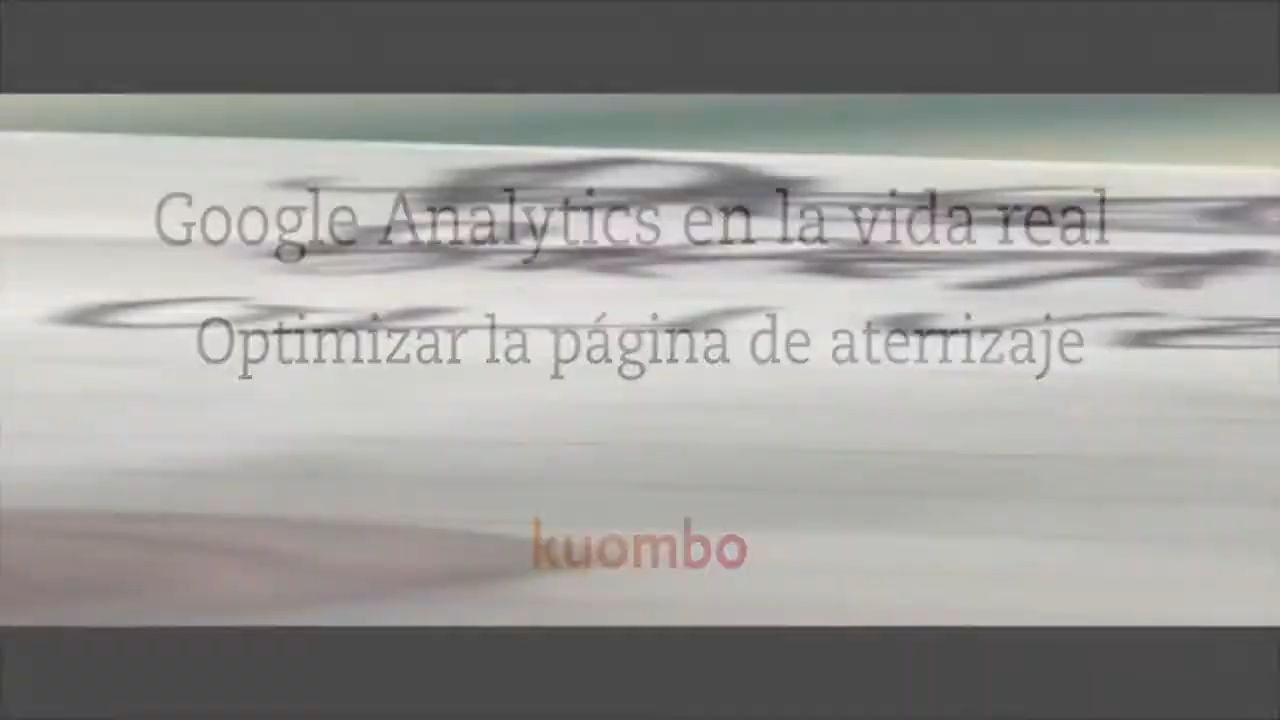 Google Analytics en la vida real
Optimizar la página de aterrizaje
kuombo